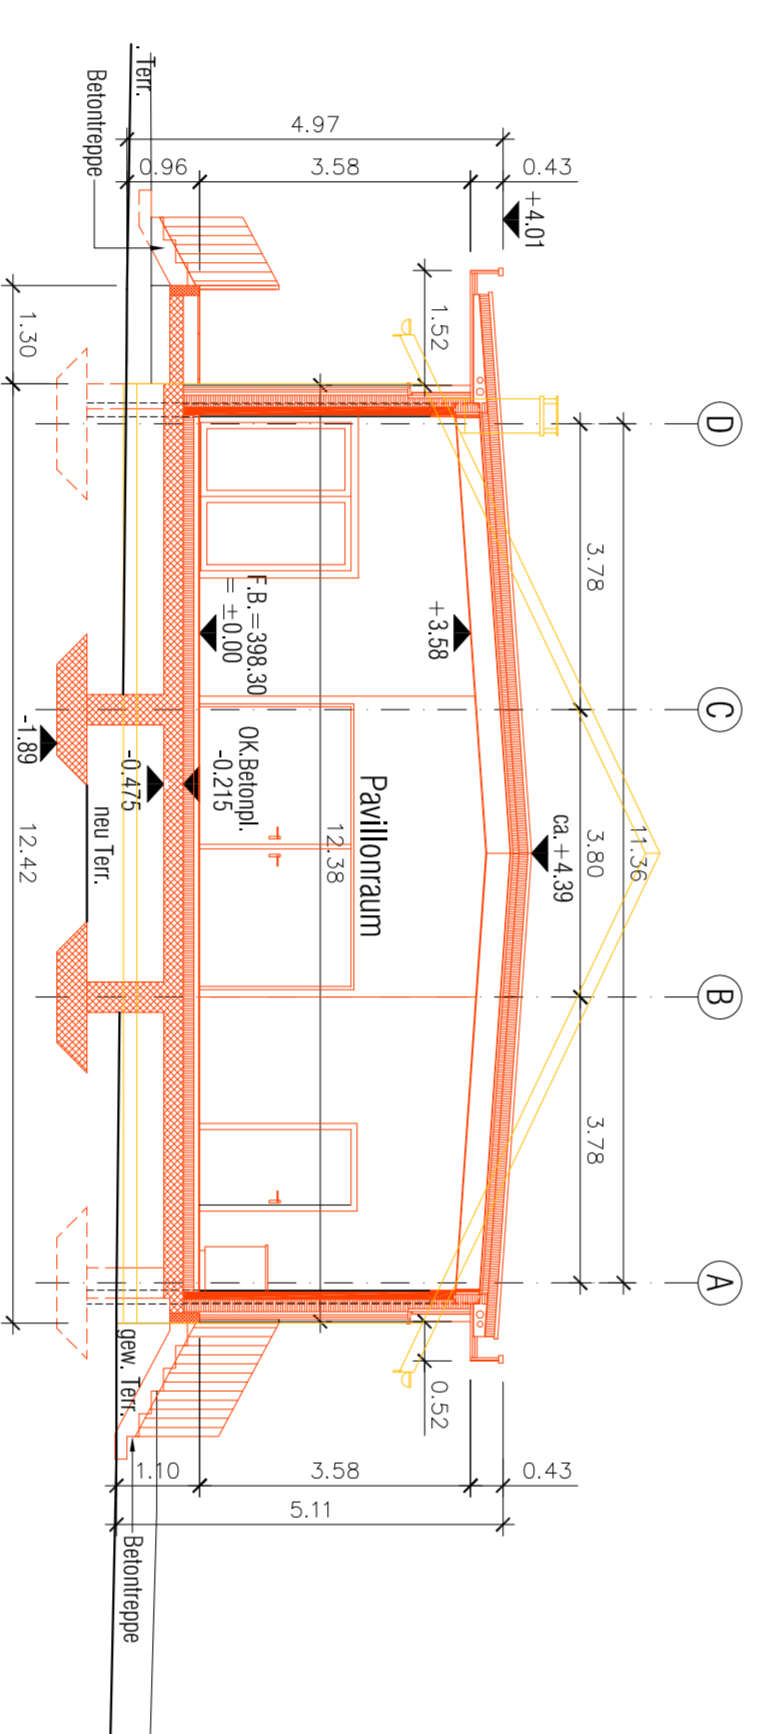 D
C
B
A
11.36
3.78
3.80
3.78
+4.01
ca.+4.39
0.43
0.43
1.52
+3.58
0.52
4.97
3.58
Pavillonraum
3.58
5.11
12.38
F.B.=398.30
= ±0.00
OK.Betonpl.
-0.215
0.96
1.10
. Terr.
-0.475
gew. Terr.
Betontreppe
neu Terr.
Betontreppe
-1.89
1.30
12.42